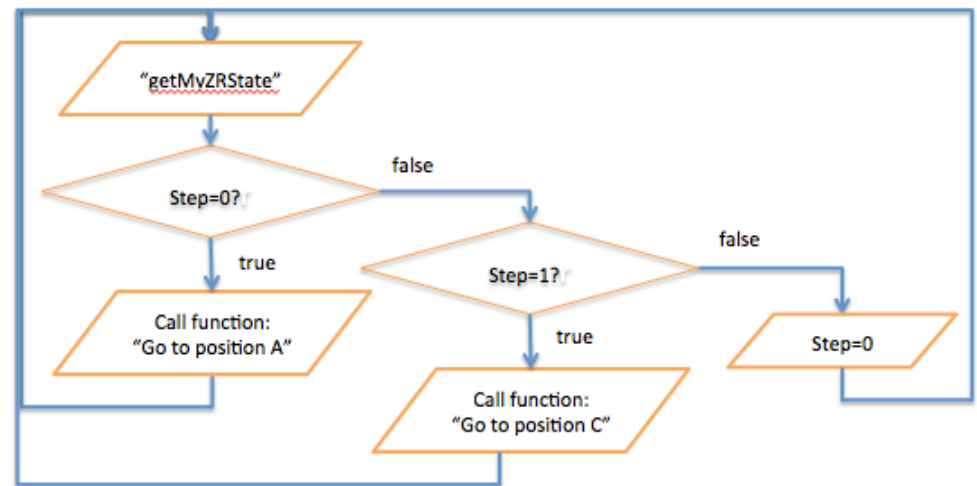 “getMyZRState”
false
Step=0?
false
true
Step=1?
Call function:
“Go to position A”
true
Step=0
Call function:
“Go to position C”